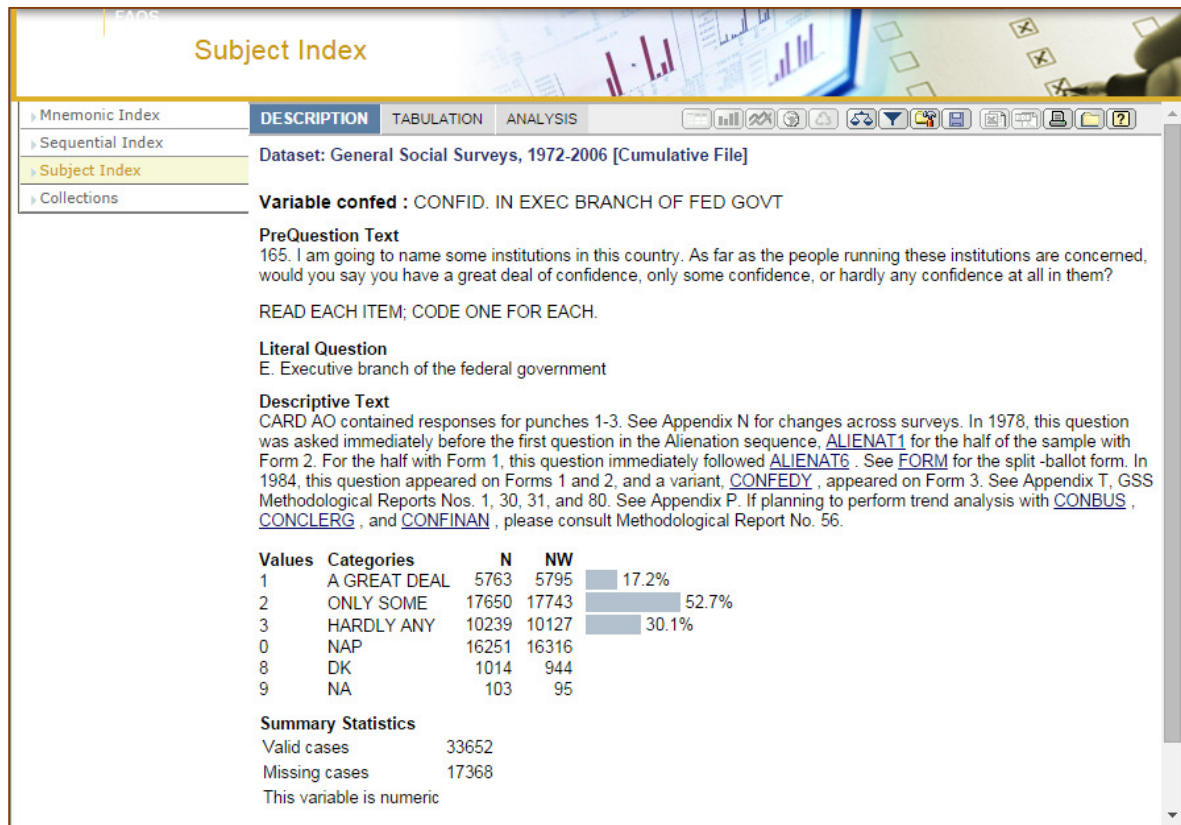 FAQS
Subject Index
Mnemonic Index
Sequential Index
Subject Index
Collections
DESCRIPTION TABULATION ANALYSIS
Dataset: General Social Surveys, 1972-2006 [Cumulative File]
Variable confed : CONFID. IN EXEC BRANCH OF FED GOVT
PreQuestion Text
165. I am going to name some institutions in this country. As far as the people running these institutions are concerned,
would you say you have a great deal of confidence, only some confidence, or hardly any confidence at all in them?
READ EACH ITEM; CODE ONE FOR EACH.
Literal Question
E. Executive branch of the federal government
Descriptive Text
CARD AO contained responses for punches 1-3. See Appendix N for changes across surveys. In 1978, this question
was asked immediately before the first question in the Alienation sequence, ALIENAT1 for the half of the sample with
Form 2. For the half with Form 1, this question immediately followed ALIENAT6 . See FORM for the split -ballot form. In
1984, this question appeared on Forms 1 and 2, and a variant, CONFEDY , appeared on Form 3. See Appendix T, GSS
Methodological Reports Nos. 1, 30, 31, and 80. See Appendix P. If planning to perform trend analysis with CONBUS ,
CONCLERG , and CONFINAN , please consult Methodological Report No. 56.
Values Categories N NW
1 A GREAT DEAL 5763 5795 17.2%
2 ONLY SOME 17650 17743 52.7%
3 HARDLY ANY 10239 10127 30.1%
0 NAP 16251 16316
8 DK 1014 944
9 NA 103 95
Summary Statistics
Valid cases 33652
Missing cases 17368
This variable is numeric